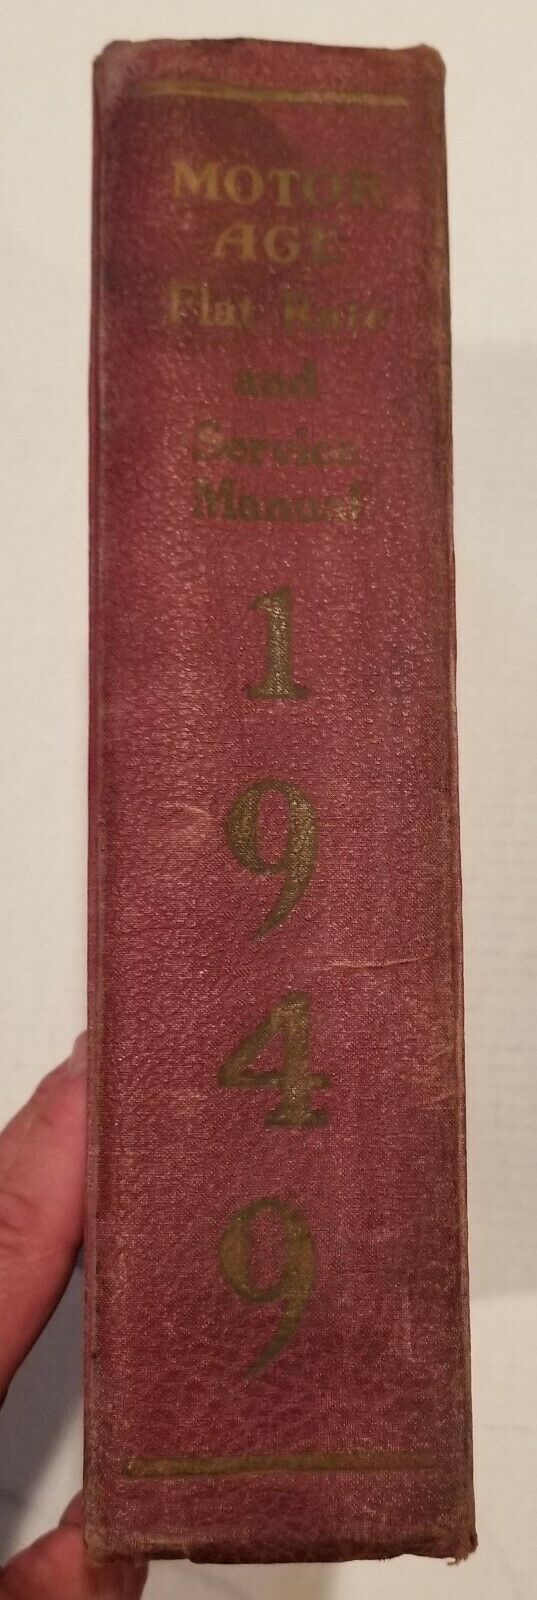 MOTOR
AGE
Flat Rate
and
Service
Manual
1
9
4
9